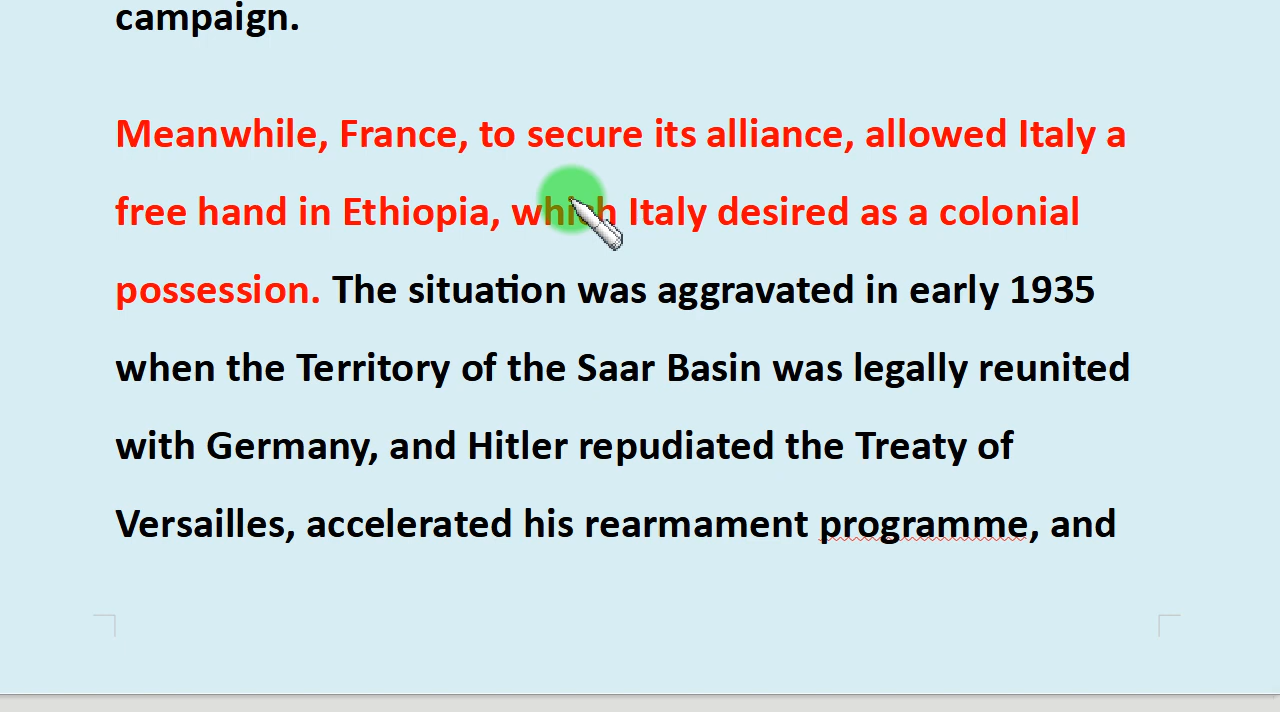 campaign.
Meanwhile, France, to secure its alliance, allowed Italy a
free hand in Ethiopia, which Italy desired as a colonial
possession. The situation was aggravated in early 1935
when the Territory of the Saar Basin was legally reunited
with Germany, and Hitler repudiated the Treaty of
Versailles, accelerated his rearmament programme, and